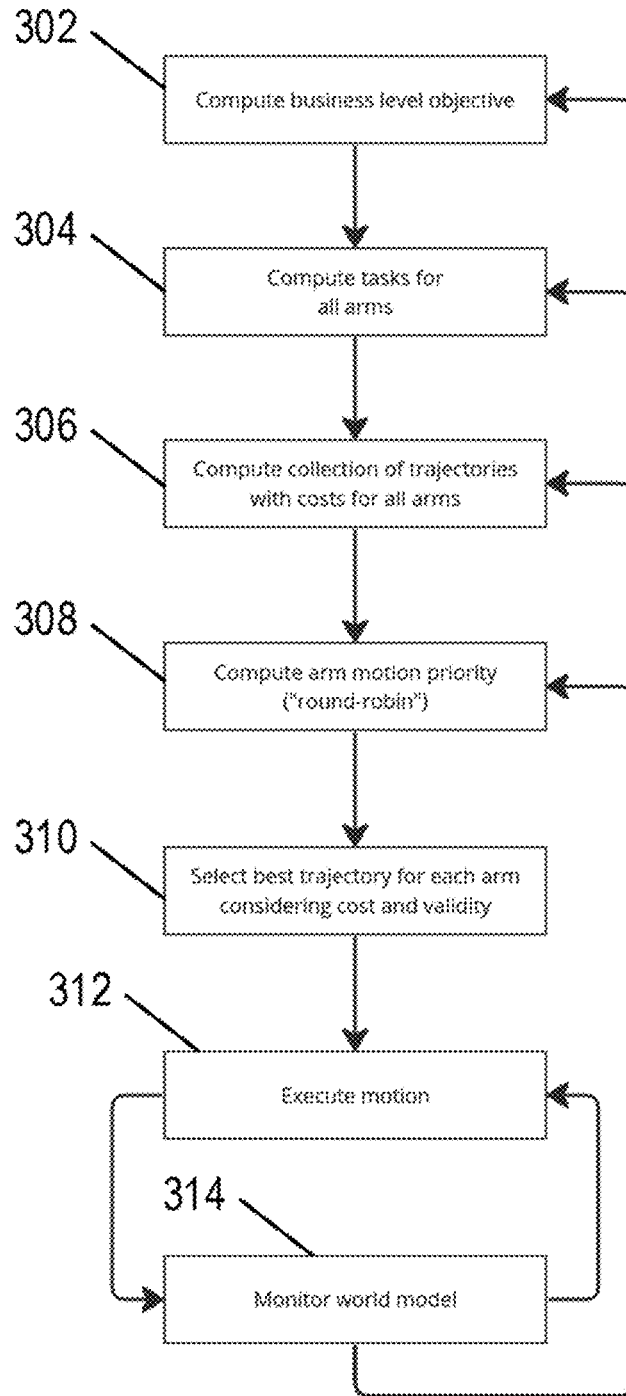 302
Compute business level objective
304
Compute tasks for
all arms
306
Compute collection of trajectories
with costs for all arms
308
Compute arm motion priority
("round-robin")
310
Select best trajectory for each arm
considering cost and validity
312
Execute motion
314
Monitor world model